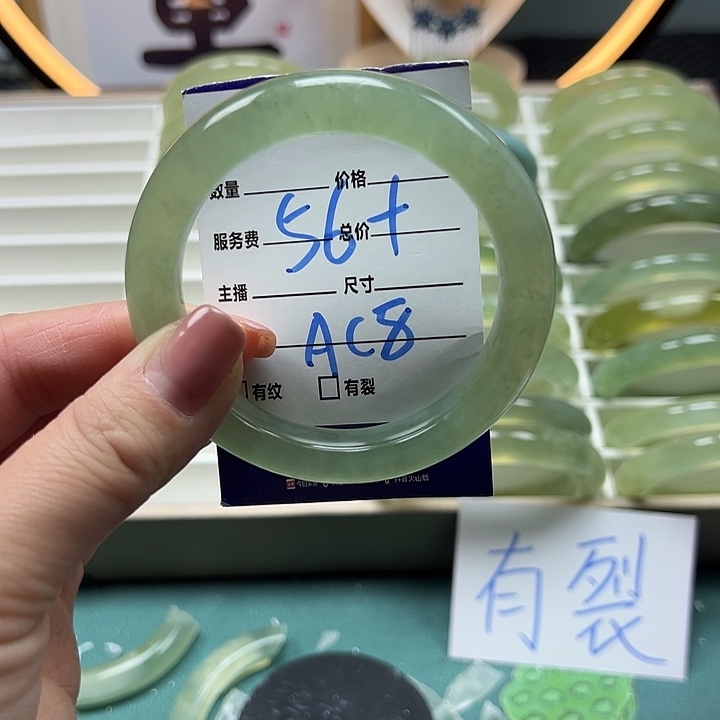 数量 价格
56+
服务费 总价
主播 尺寸
AC8
有纹 有裂
有裂